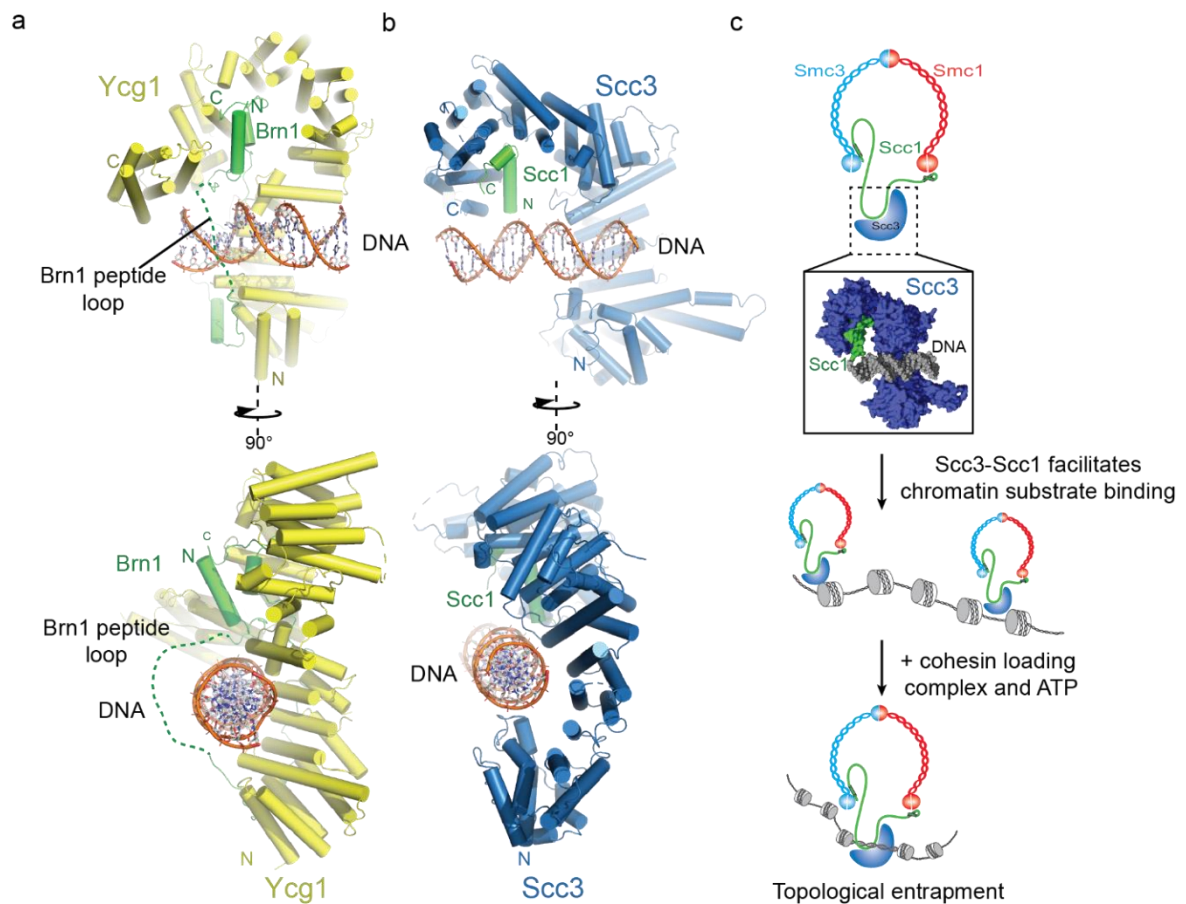 a
Ycg1
C
N
Brn1
C
DNA
Brn1 peptide
loop
N
90°
Brn1
N
C
Brn1 peptide
loop
DNA
N
Ycg1
b
Scc3
Scc1
C
N
C
DNA
N
90°
Scc1
DNA
N
Scc3
c
Smc3
Smc1
Scc1
Scc3
Scc3
DNA
Scc1
Scc3-Scc1 facilitates
chromatin substrate binding
+ cohesin loading
complex and ATP
Topological entrapment